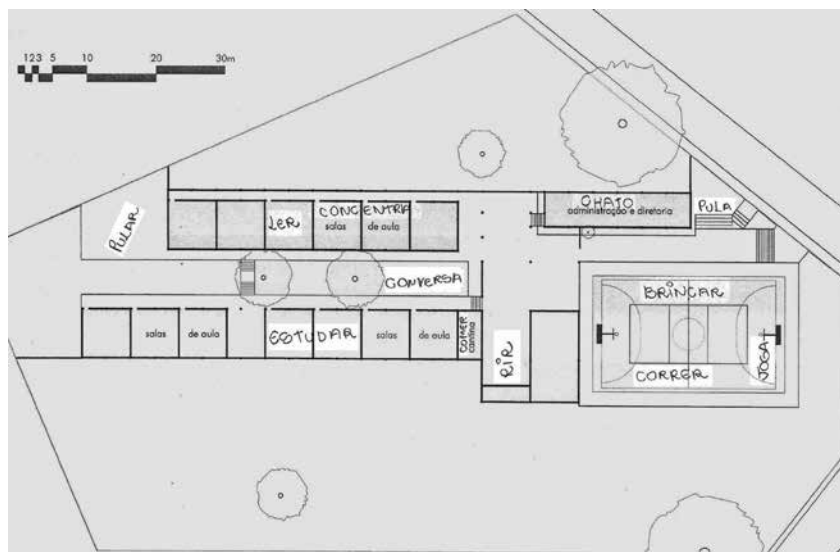 1 2 3 5 10 20 30m
CHATO
administração e diretoria
PULA
PULAR
LER
CONCENTRA
salas de aula
CONVERSA
BRINCAR
JOGA
CORRER
salas de aula
ESTUDAR
salas de aula
COMER
cantina
RIR